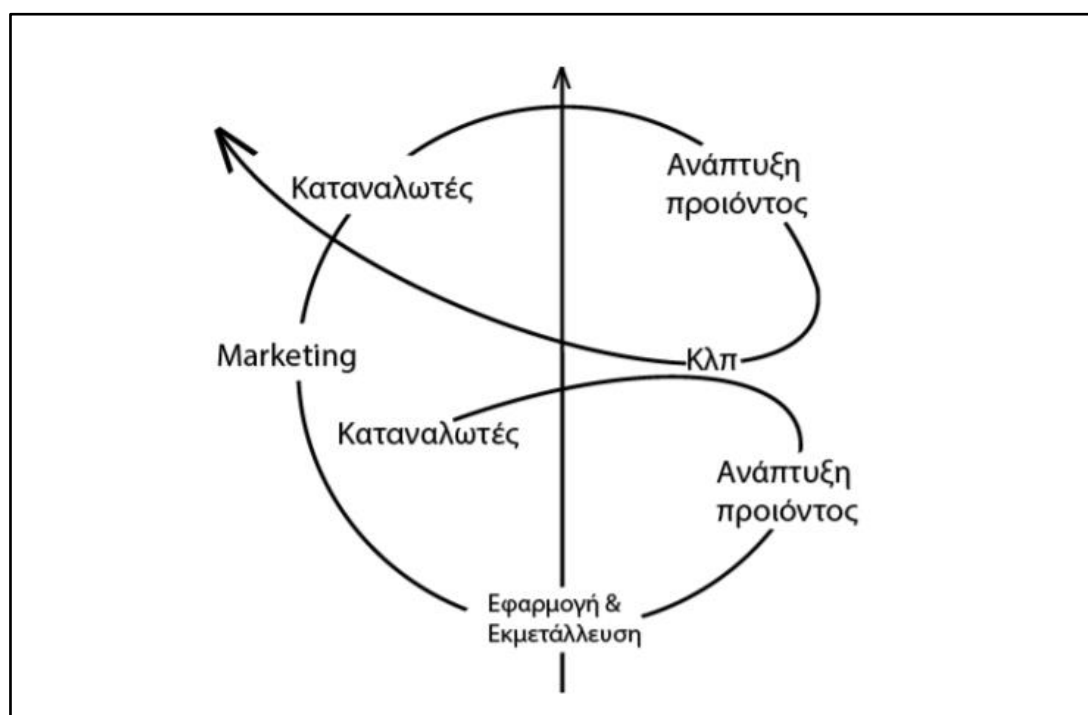 Καταναλωτές
Ανάπτυξη
προιόντος
Marketing
Κλπ
Καταναλωτές
Ανάπτυξη
προιόντος
Εφαρμογή &
Εκμετάλλευση